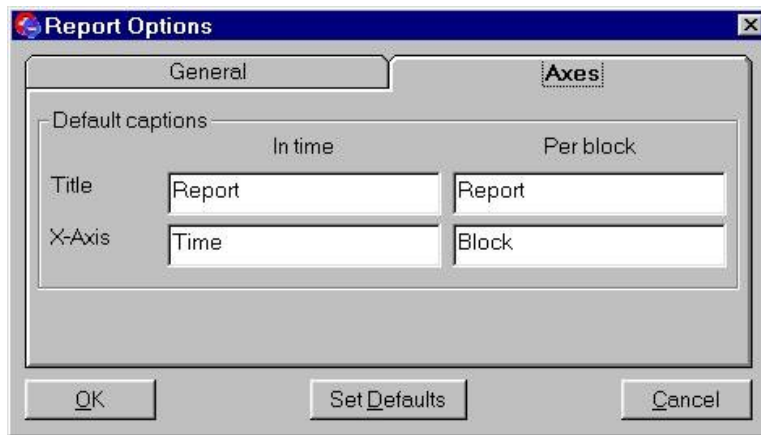 Report Options
General Axes
Default captions
In time Per block
Title Report Report
X-Axis Time Block
OK Set Defaults Cancel